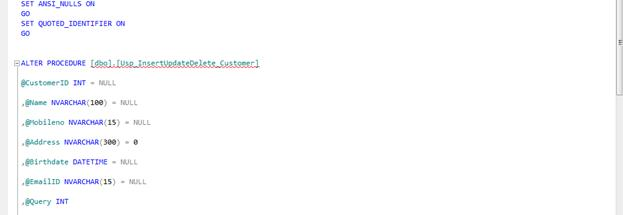 SET ANSI_NULLS ON
GO
SET QUOTED_IDENTIFIER ON
GO
ALTER PROCEDURE [dbo].[Usp_InsertUpdateDelete_Customer]
@CustomerID INT = NULL
,@Name NVARCHAR(100) = NULL
,@Mobileno NVARCHAR(15) = NULL
,@Address NVARCHAR(300) = 0
,@Birthdate DATETIME = NULL
,@EmailID NVARCHAR(15) = NULL
,@Query INT